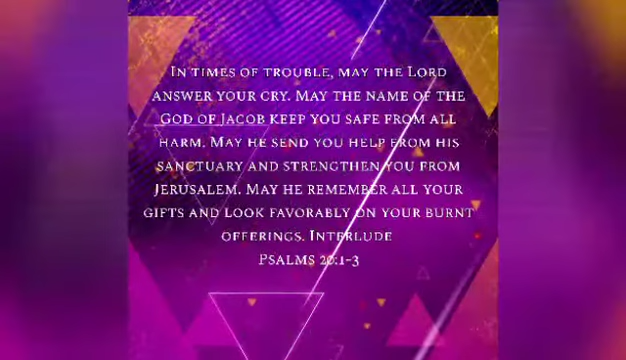 In times of trouble, may the Lord
answer your cry. May the name of the
God of Jacob keep you safe from all
harm. May he send you help from his
sanctuary and strengthen you from
Jerusalem. May he remember all your
gifts and look favorably on your burnt
offerings. Interlude
Psalms 20:1-3